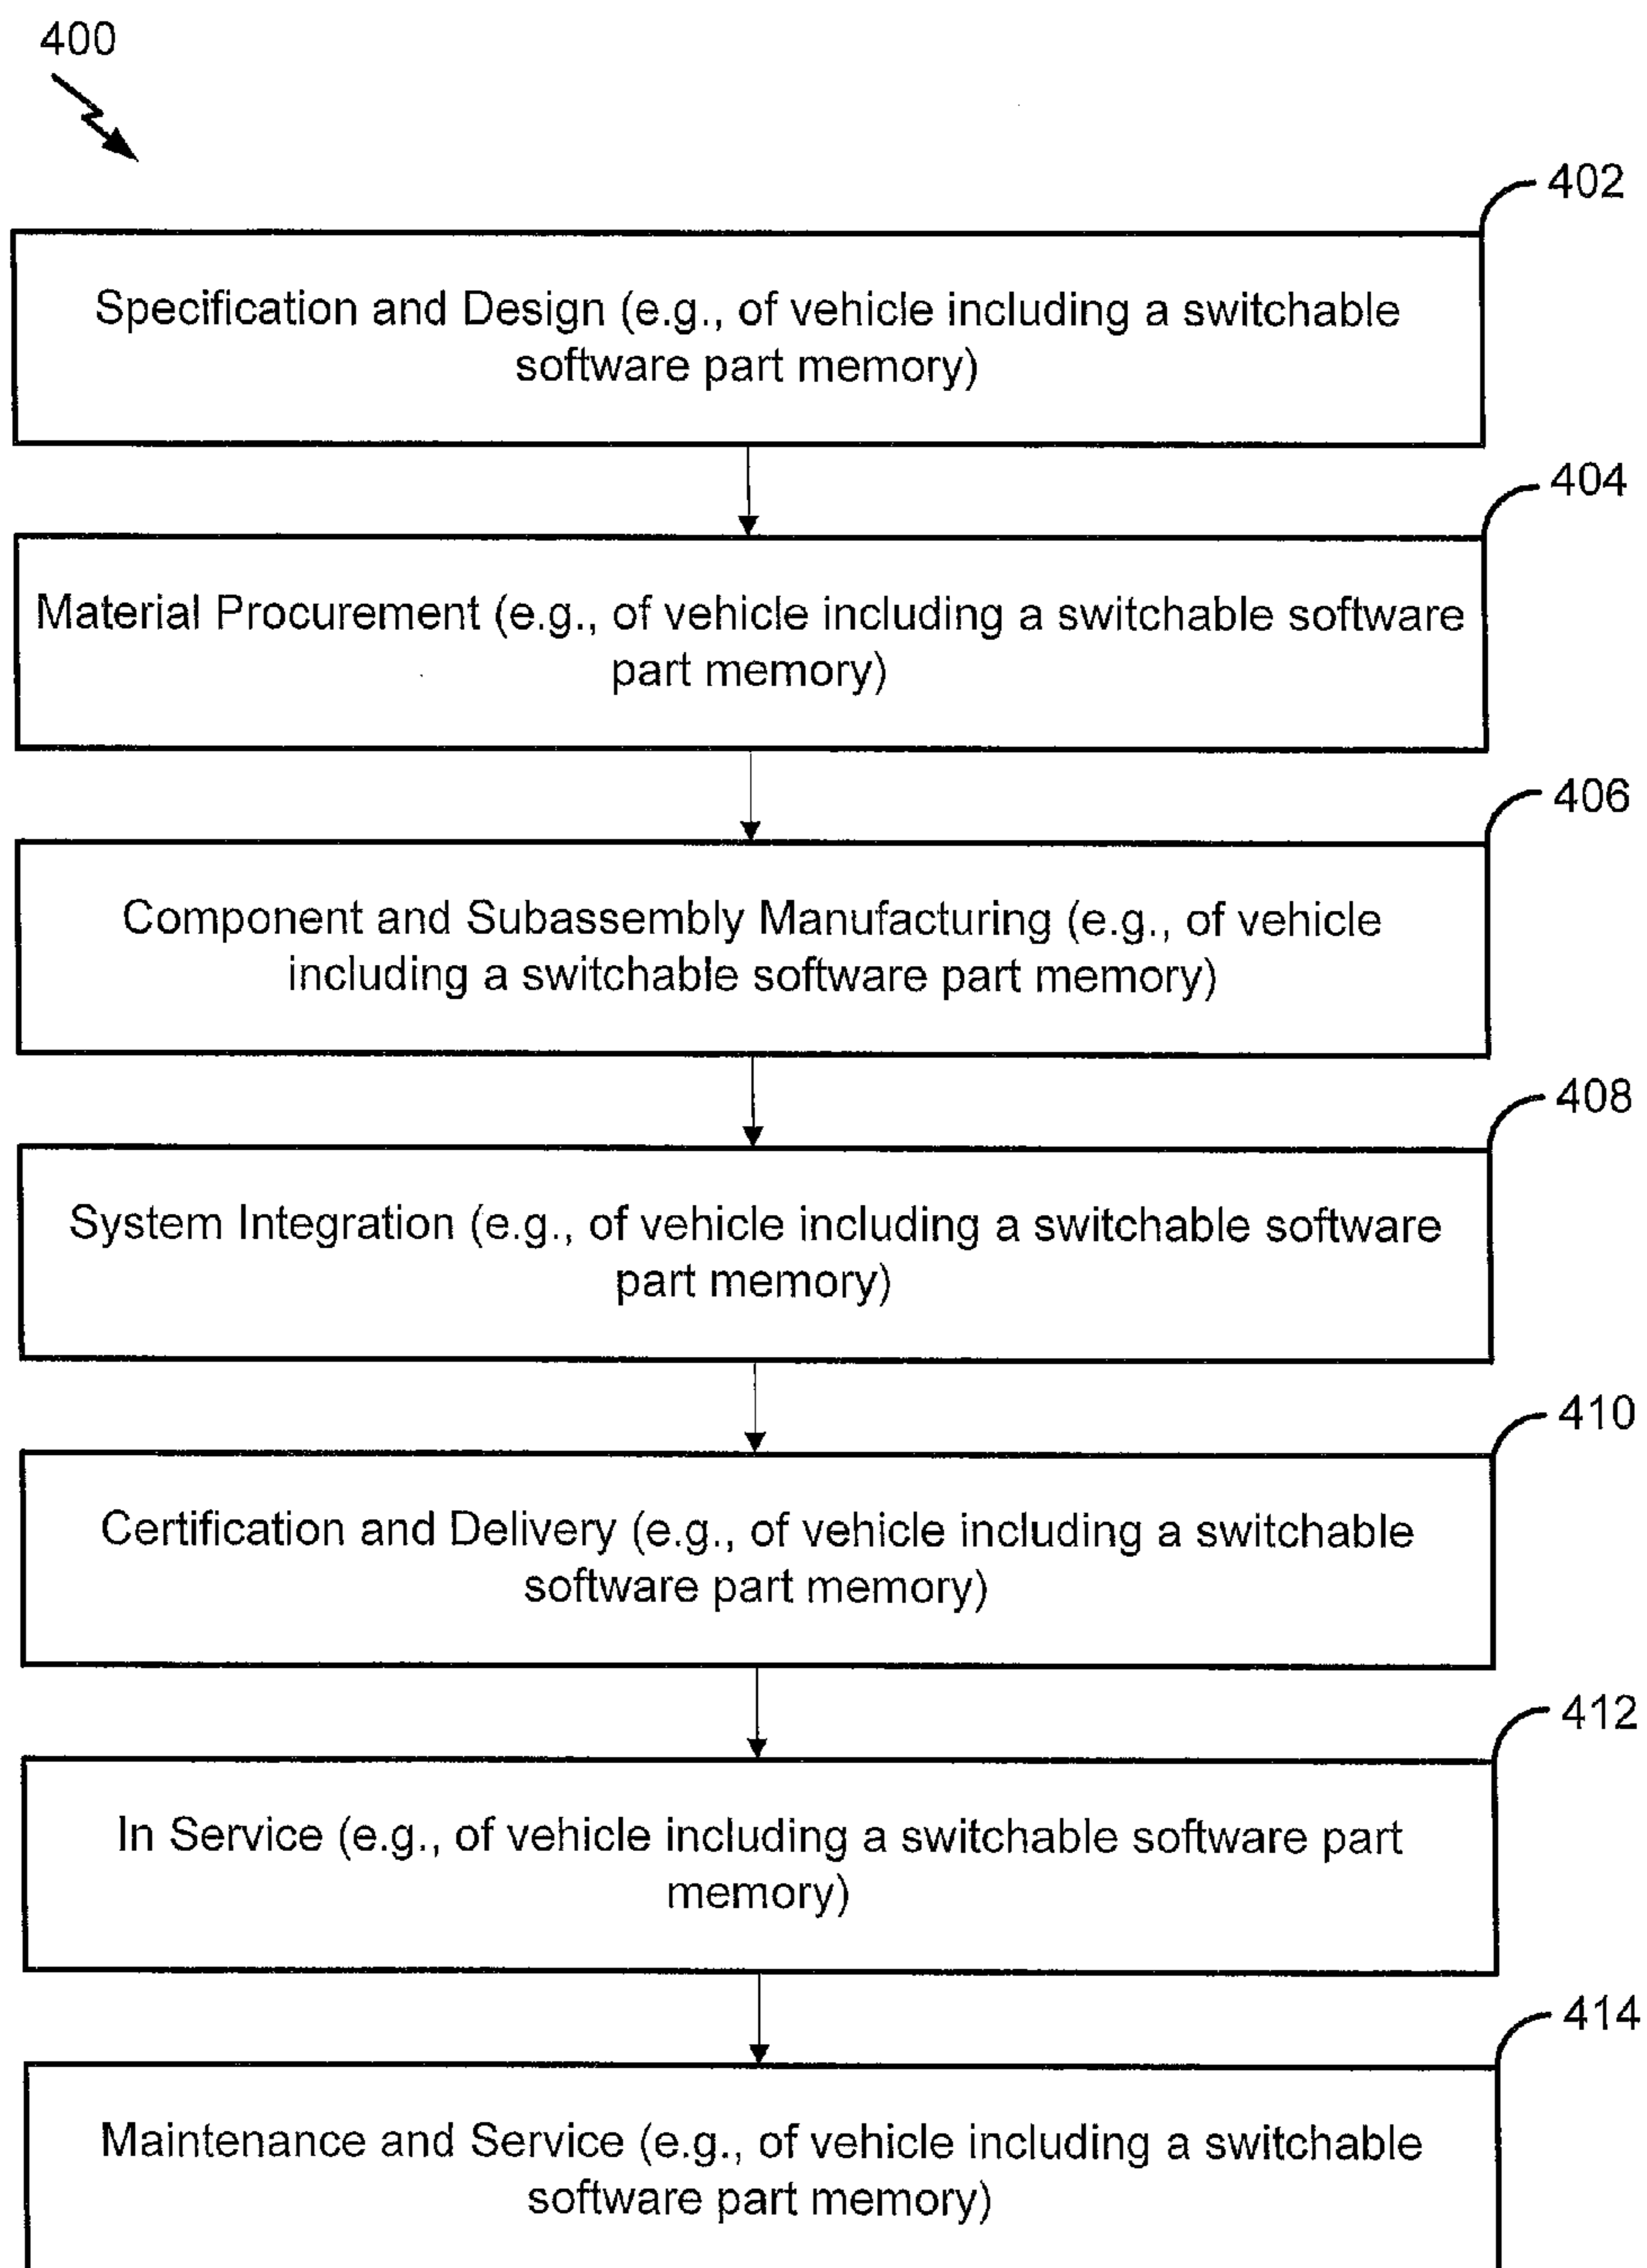 400
402
Specification and Design (e.g., of vehicle including a switchable
software part memory)
404
Material Procurement (e.g., of vehicle including a switchable software
part memory)
406
Component and Subassembly Manufacturing (e.g., of vehicle
including a switchable software part memory)
408
System Integration (e.g., of vehicle including a switchable software
part memory)
410
Certification and Delivery (e.g., of vehicle including a switchable
software part memory)
412
In Service (e.g., of vehicle including a switchable software part
memory)
414
Maintenance and Service (e.g., of vehicle including a switchable
software part memory)